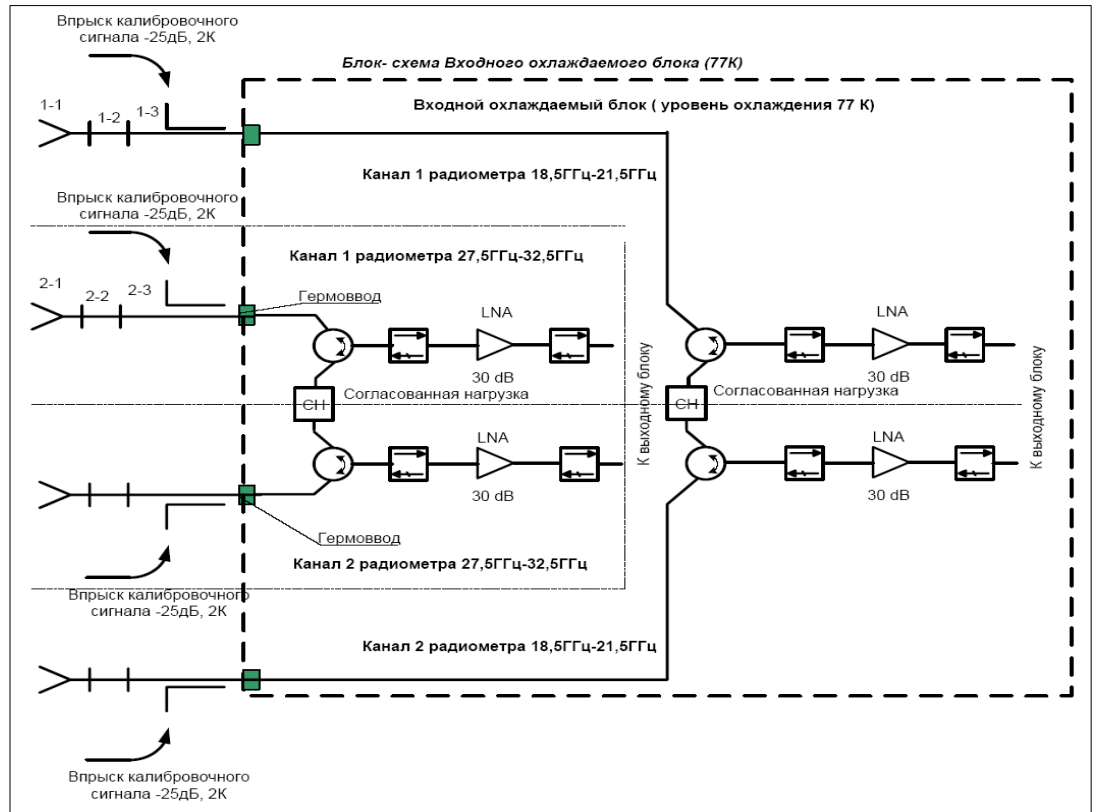 Впрыск калибровочного
сигнала -25дБ, 2К
Блок- схема Входного охлаждаемого блока (77К)
1-1
1-2
1-3
Входной охлаждаемый блок ( уровень охлаждения 77 К)
Канал 1 радиометра 18,5ГГц-21,5ГГц
Впрыск калибровочного
сигнала -25дБ, 2К
Канал 1 радиометра 27,5ГГц-32,5ГГц
2-1
2-2
2-3
Гермоввод
LNA
30 dB
LNA
30 dB
СН
Согласованная нагрузка
К выходному блоку
СН
Согласованная нагрузка
К выходному блоку
LNA
30 dB
LNA
30 dB
Гермоввод
Канал 2 радиометра 27,5ГГц-32,5ГГц
Впрыск калибровочного
сигнала -25дБ, 2К
Канал 2 радиометра 18,5ГГц-21,5ГГц
Впрыск калибровочного
сигнала -25дБ, 2К